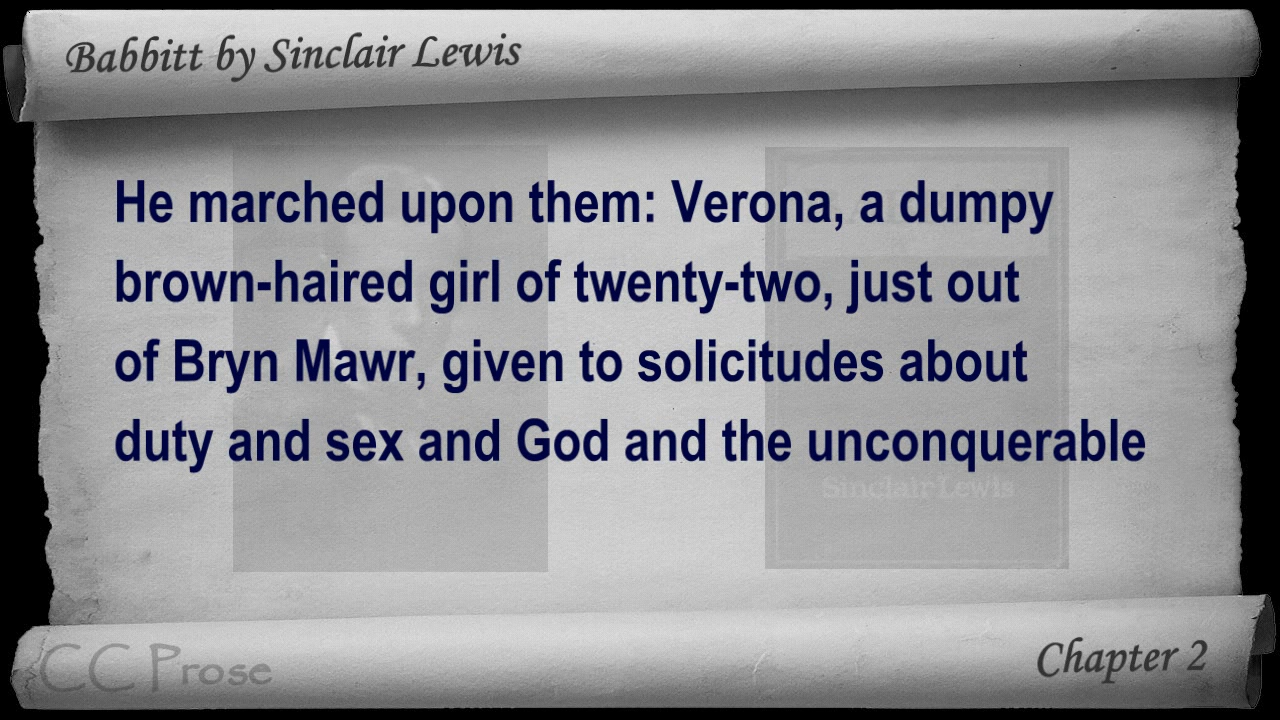 Babbitt by Sinclair Lewis
He marched upon them: Verona, a dumpy
brown-haired girl of twenty-two, just out
of Bryn Mawr, given to solicitudes about
duty and sex and God and the unconquerable
Sinclair Lewis
CC Prose
Chapter 2